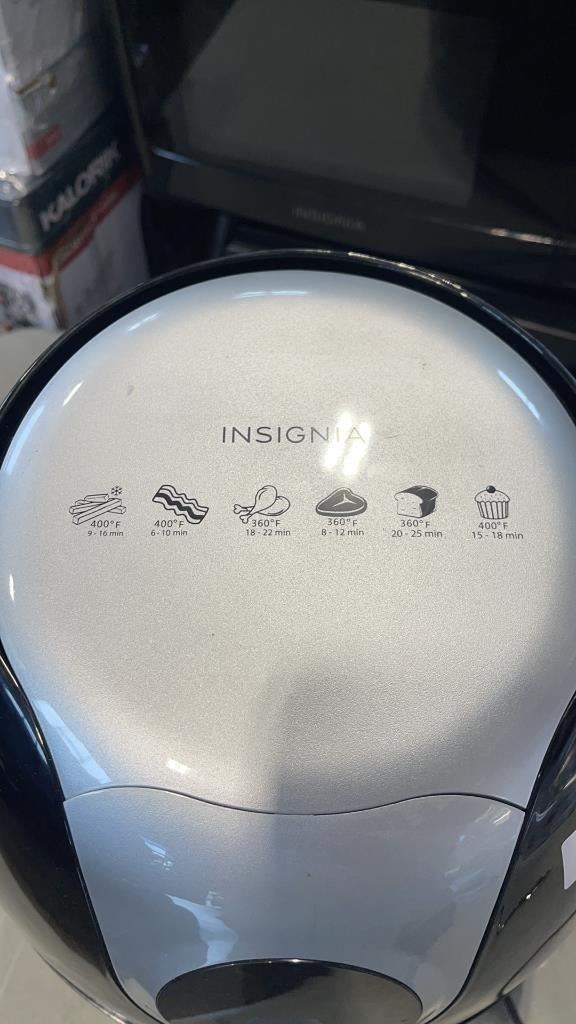 KALORIK
INSIGNIA
INSIGNIA
400°F 400°F 360°F 360°F 360°F 400°F
9 - 16 min 6 - 10 min 18 - 22 min 8 - 12 min 20 - 25 min 15 - 18 min